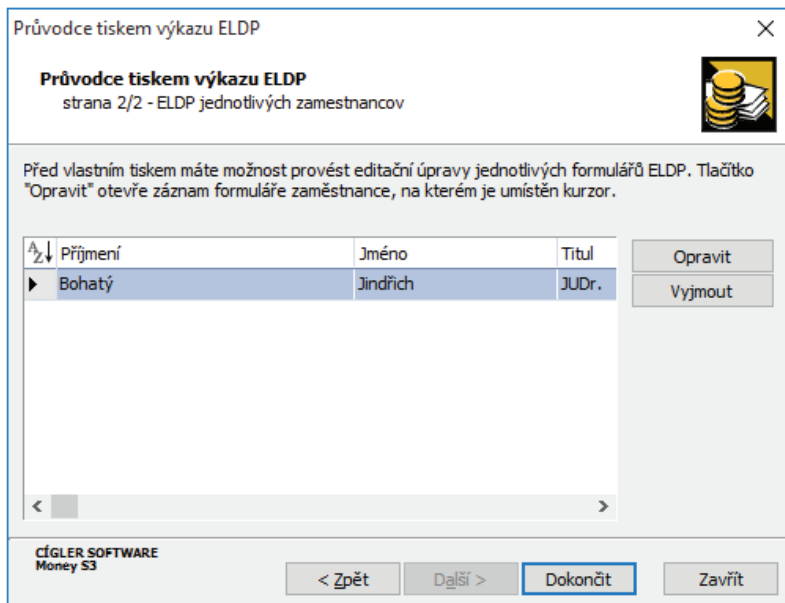 Průvodce tiskem výkazu ELDP
Průvodce tiskem výkazu ELDP
strana 2/2 - ELDP jednotlivých zamestnancov
Před vlastním tiskem máte možnost provést editační úpravy jednotlivých formulářů ELDP. Tlačítko
"Opravit" otevře záznam formuláře zaměstnance, na kterém je umístěn kurzor.
AZ↓ Příjmení Jméno Titul
Bohatý Jindřich JUDr.
Opravit
Vyjmout
CÍGLER SOFTWARE
Money S3
< Zpět Další > Dokončit Zavřít